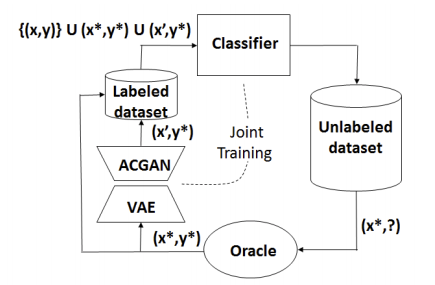 {(x,y)} U (x*,y*) U (x’,y*)
Classifier
Labeled
dataset
Unlabeled
dataset
(x’,y*)
Joint
Training
ACGAN
VAE
(x*,y*)
Oracle
(x*,?)